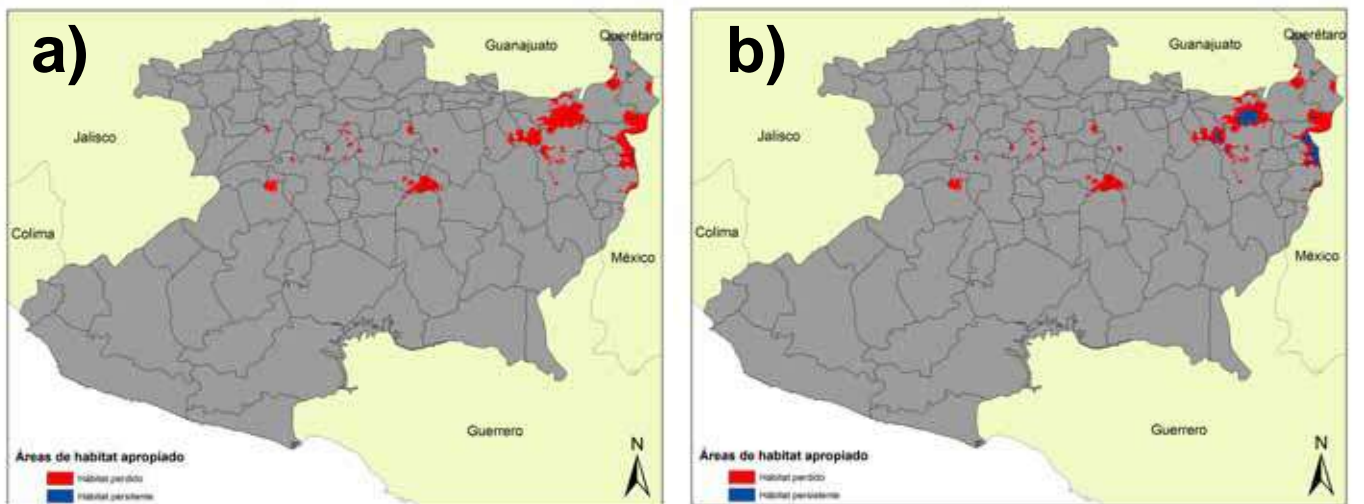 a)
Guanajuato
Querétaro
Jalisco
Colima
México
Guerrero
N
Áreas de habitat apropiado
Hábitat perdido
Hábitat persitente
b)
Guanajuato
Querétaro
Jalisco
Colima
México
Guerrero
N
Áreas de habitat apropiado
Hábitat perdido
Hábitat persistente